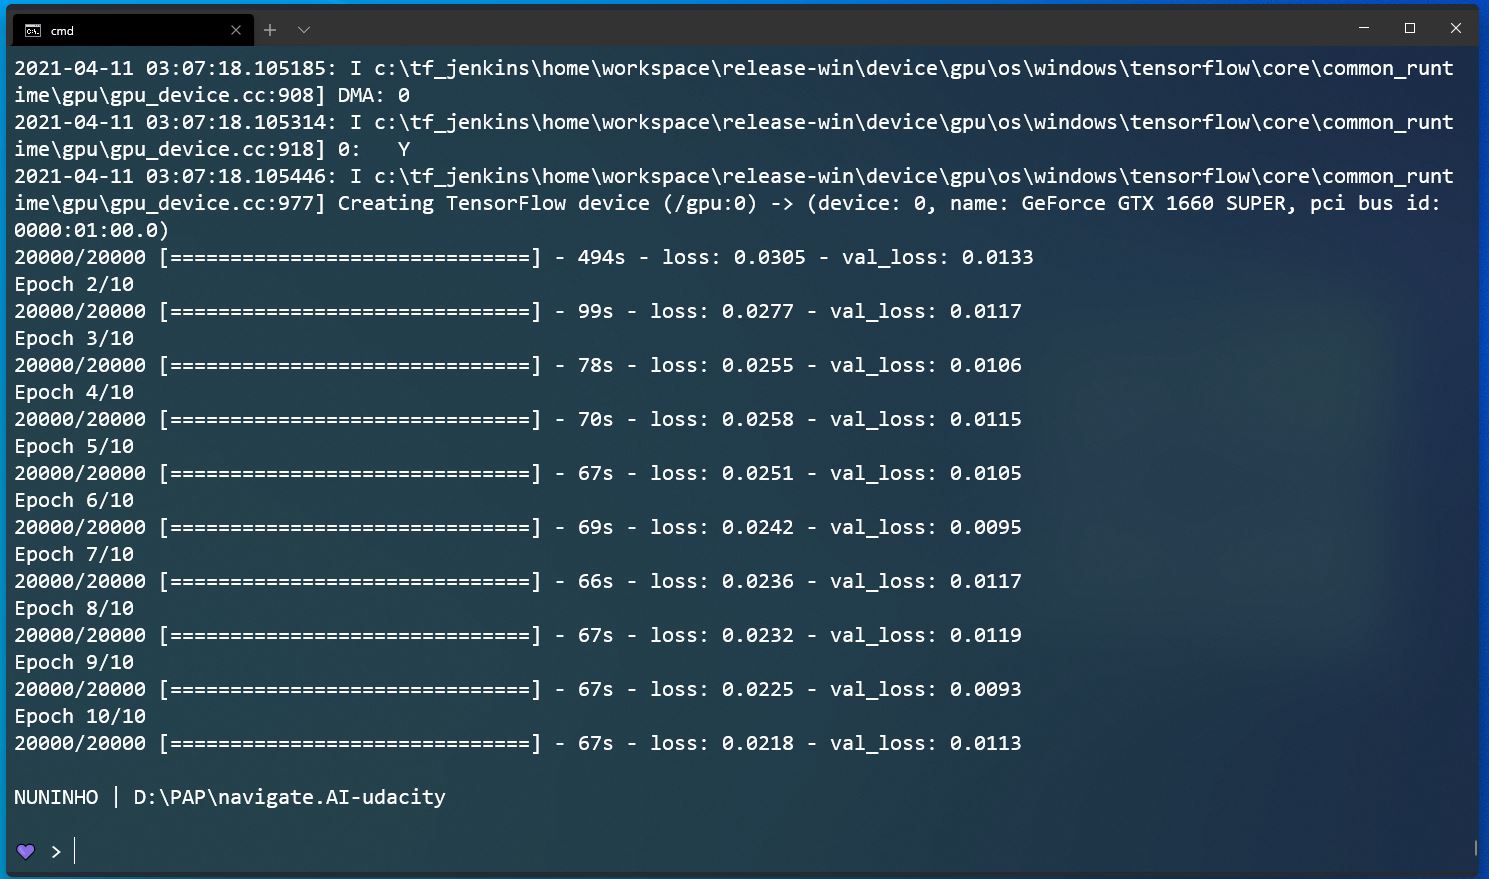 cmd
2021-04-11 03:07:18.105185: I c:\tf_jenkins\home\workspace\release-win\device\gpu\os\windows\tensorflow\core\common_runt
ime\gpu\gpu_device.cc:908] DMA: 0
2021-04-11 03:07:18.105314: I c:\tf_jenkins\home\workspace\release-win\device\gpu\os\windows\tensorflow\core\common_runt
ime\gpu\gpu_device.cc:918] 0:   Y
2021-04-11 03:07:18.105446: I c:\tf_jenkins\home\workspace\release-win\device\gpu\os\windows\tensorflow\core\common_runt
ime\gpu\gpu_device.cc:977] Creating TensorFlow device (/gpu:0) -> (device: 0, name: GeForce GTX 1660 SUPER, pci bus id:
0000:01:00.0)
20000/20000 [==============================] - 494s - loss: 0.0305 - val_loss: 0.0133
Epoch 2/10
20000/20000 [==============================] - 99s - loss: 0.0277 - val_loss: 0.0117
Epoch 3/10
20000/20000 [==============================] - 78s - loss: 0.0255 - val_loss: 0.0106
Epoch 4/10
20000/20000 [==============================] - 70s - loss: 0.0258 - val_loss: 0.0115
Epoch 5/10
20000/20000 [==============================] - 67s - loss: 0.0251 - val_loss: 0.0105
Epoch 6/10
20000/20000 [==============================] - 69s - loss: 0.0242 - val_loss: 0.0095
Epoch 7/10
20000/20000 [==============================] - 66s - loss: 0.0236 - val_loss: 0.0117
Epoch 8/10
20000/20000 [==============================] - 67s - loss: 0.0232 - val_loss: 0.0119
Epoch 9/10
20000/20000 [==============================] - 67s - loss: 0.0225 - val_loss: 0.0093
Epoch 10/10
20000/20000 [==============================] - 67s - loss: 0.0218 - val_loss: 0.0113
NUNINHO | D:\PAP\navigate.AI-udacity
💜 >